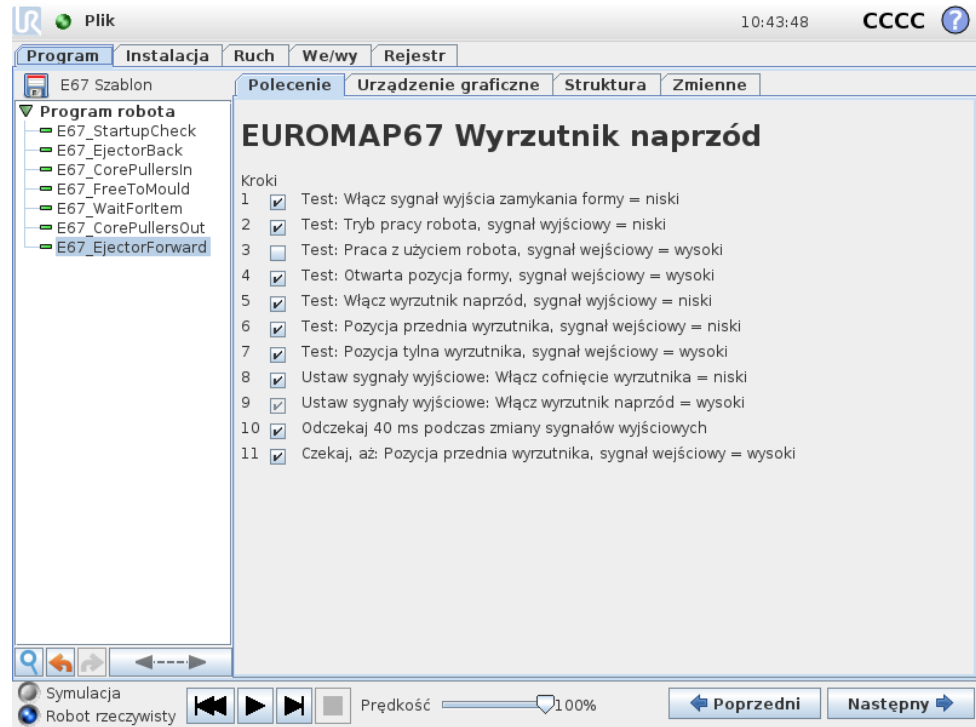 UR Plik 10:43:48 CCCC ?
Program Instalacja Ruch We/wy Rejestr
E67 Szablon
Polecenie Urządzenie graficzne Struktura Zmienne
Program robota
E67_StartupCheck
E67_EjectorBack
E67_CorePullersIn
E67_FreeToMould
E67_WaitForItem
E67_CorePullersOut
E67_EjectorForward
EUROMAP67 Wyrzutnik naprzód
Kroki
1 Test: Włącz sygnał wyjścia zamykania formy = niski
2 Test: Tryb pracy robota, sygnał wyjściowy = niski
3 Test: Praca z użyciem robota, sygnał wejściowy = wysoki
4 Test: Otwarta pozycja formy, sygnał wejściowy = wysoki
5 Test: Włącz wyrzutnik naprzód, sygnał wyjściowy = niski
6 Test: Pozycja przednia wyrzutnika, sygnał wejściowy = niski
7 Test: Pozycja tylna wyrzutnika, sygnał wejściowy = wysoki
8 Ustaw sygnały wyjściowe: Włącz cofnięcie wyrzutnika = niski
9 Ustaw sygnały wyjściowe: Włącz wyrzutnik naprzód = wysoki
10 Odczekaj 40 ms podczas zmiany sygnałów wyjściowych
11 Czekaj, aż: Pozycja przednia wyrzutnika, sygnał wejściowy = wysoki
Symulacja
Robot rzeczywisty
Prędkość 100%
Poprzedni Następny